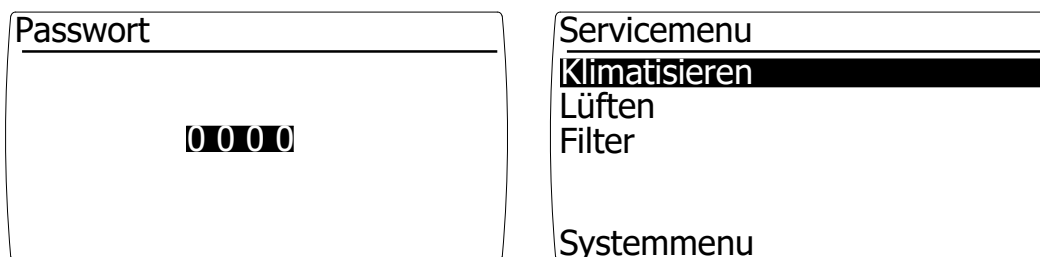 Passwort
0 0 0 0
Servicemenu
Klimatisieren
Lüften
Filter
Systemmenu